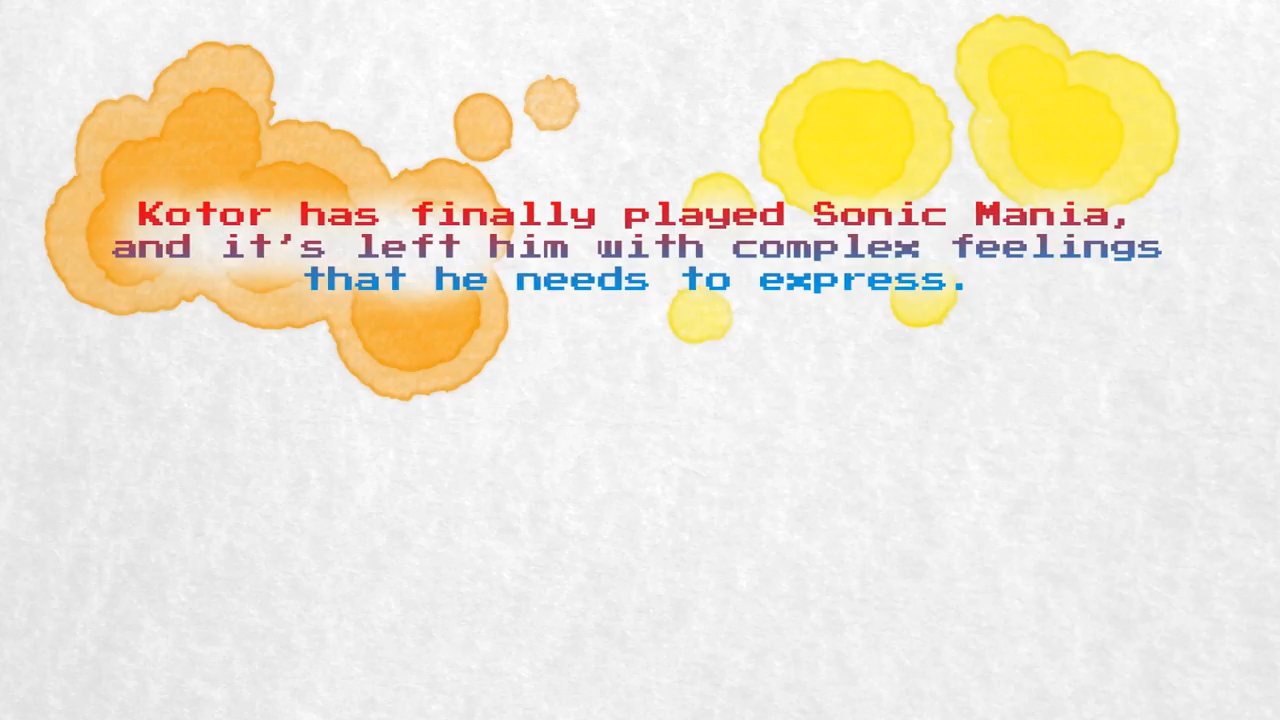 Kotor has finally played Sonic Mania,
and it's left him with complex feelings
that he needs to express.